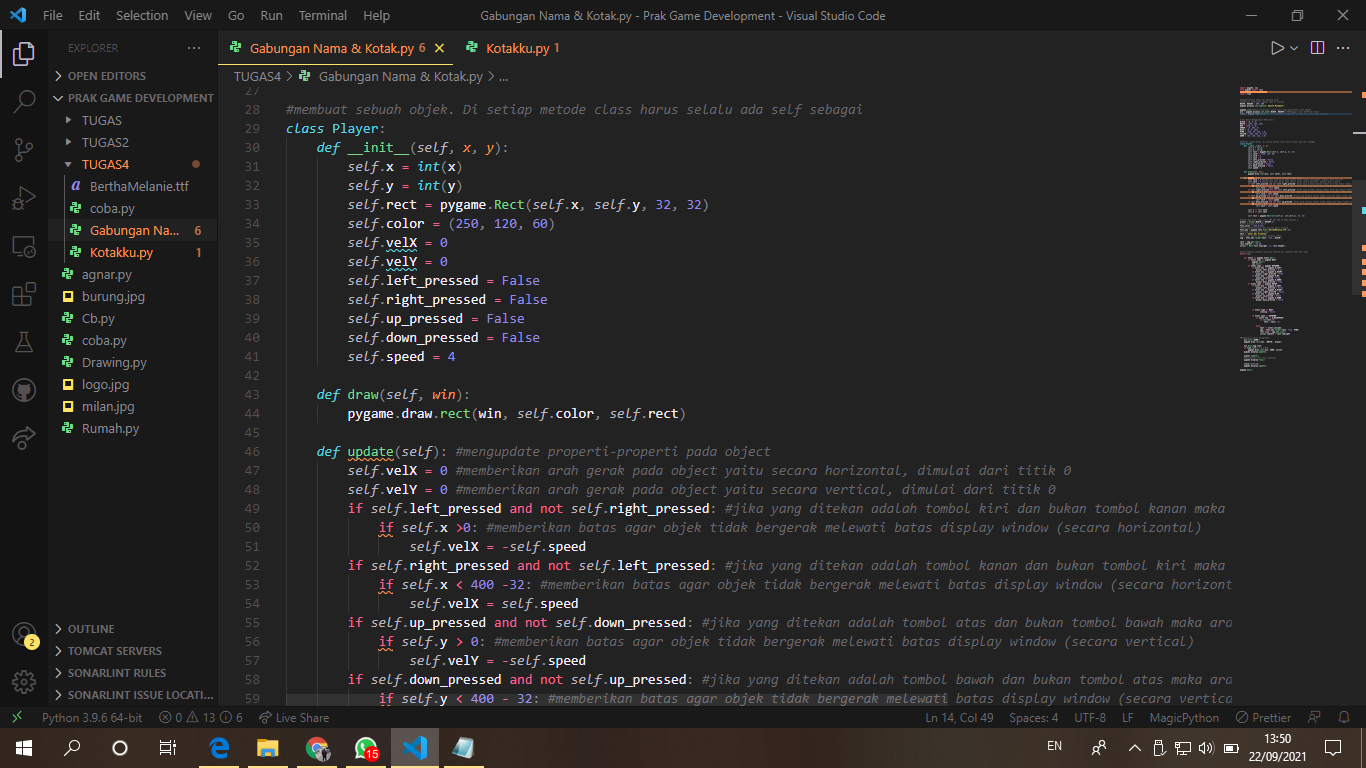 File Edit Selection View Go Run Terminal Help
Gabungan Nama & Kotak.py - Prak Game Development - Visual Studio Code
EXPLORER
OPEN EDITORS
PRAK GAME DEVELOPMENT
TUGAS
TUGAS2
TUGAS4
BerthaMelanie.ttf
coba.py
Gabungan Na... 6
Kotakku.py 1
agnar.py
burung.jpg
Cb.py
coba.py
Drawing.py
logo.jpg
milan.jpg
Rumah.py
OUTLINE
TOMCAT SERVERS
SONARLINT RULES
SONARLINT ISSUE LOCATI...
2
Gabungan Nama & Kotak.py 6
Kotakku.py 1
TUGAS4 > Gabungan Nama & Kotak.py > ...
27
28 #membuat sebuah objek. Di setiap metode class harus selalu ada self sebagai
29 class Player:
30 def __init__(self, x, y):
31 self.x = int(x)
32 self.y = int(y)
33 self.rect = pygame.Rect(self.x, self.y, 32, 32)
34 self.color = (250, 120, 60)
35 self.velX = 0
36 self.velY = 0
37 self.left_pressed = False
38 self.right_pressed = False
39 self.up_pressed = False
40 self.down_pressed = False
41 self.speed = 4
42
43 def draw(self, win):
44 pygame.draw.rect(win, self.color, self.rect)
45
46 def update(self): #mengupdate properti-properti pada object
47 self.velX = 0 #memberikan arah gerak pada object yaitu secara horizontal, dimulai dari titik 0
48 self.velY = 0 #memberikan arah gerak pada object yaitu secara vertical, dimulai dari titik 0
49 if self.left_pressed and not self.right_pressed: #jika yang ditekan adalah tombol kiri dan bukan tombol kanan maka
50 if self.x >0: #memberikan batas agar objek tidak bergerak melewati batas display window (secara horizontal)
51 self.velX = -self.speed
52 if self.right_pressed and not self.left_pressed: #jika yang ditekan adalah tombol kanan dan bukan tombol kiri maka
53 if self.x < 400 -32: #memberikan batas agar objek tidak bergerak melewati batas display window (secara horizont
54 self.velX = self.speed
55 if self.up_pressed and not self.down_pressed: #jika yang ditekan adalah tombol atas dan bukan tombol bawah maka ara
56 if self.y > 0: #memberikan batas agar objek tidak bergerak melewati batas display window (secara vertical)
57 self.velY = -self.speed
58 if self.down_pressed and not self.up_pressed: #jika yang ditekan adalah tombol bawah dan bukan tombol atas maka ara
59 if self.y < 400 - 32: #memberikan batas agar objek tidak bergerak melewati batas display window (secara vertica
Python 3.9.6 64-bit 0 13 6 Live Share
Ln 14, Col 49 Spaces: 4 UTF-8 LF MagicPython Prettier
15
EN
13:50
22/09/2021